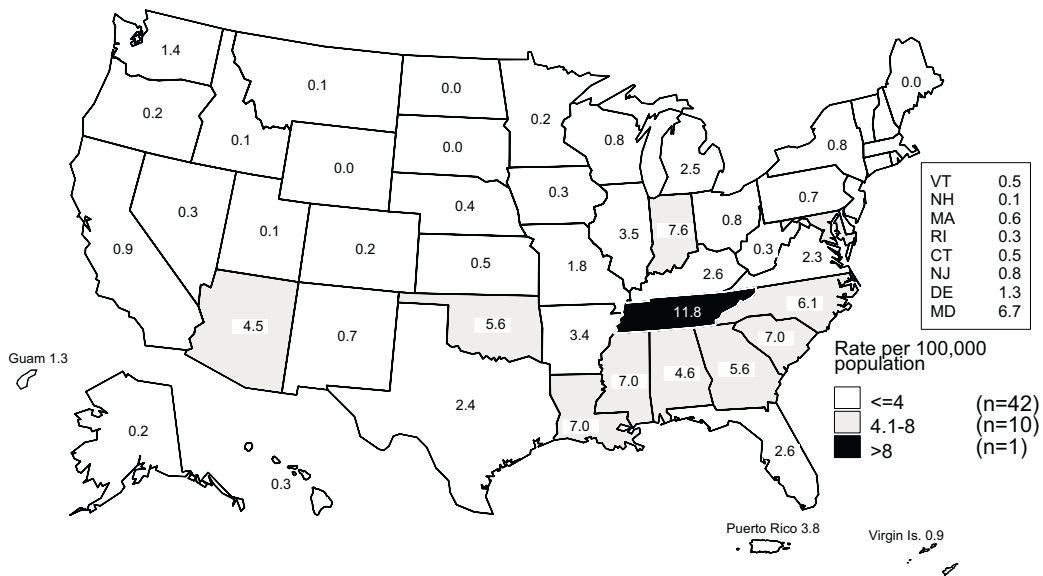 1.4
0.1
0.0
0.2
0.0
0.2
0.1
0.0
0.0
0.8
2.5
0.8
0.3
0.1
0.2
0.4
0.3
0.7
0.9
0.5
1.8
3.5
7.6
0.8
0.3
2.3
2.6
4.5
0.7
5.6
3.4
11.8
6.1
7.0
2.4
7.0
7.0
4.6
5.6
2.6
0.2
0.3
Guam 1.3
VT 0.5
NH 0.1
MA 0.6
RI 0.3
CT 0.5
NJ 0.8
DE 1.3
MD 6.7
Rate per 100,000
population
<=4 (n=42)
4.1-8 (n=10)
>8 (n=1)
Puerto Rico 3.8
Virgin Is. 0.9